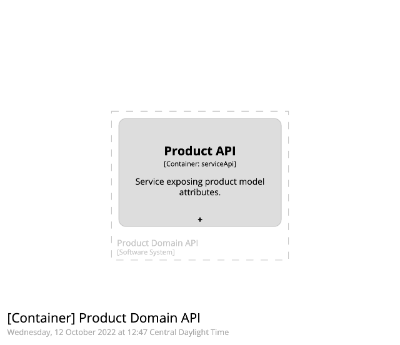 Product API
[Container: serviceApi]
Service exposing product model
attributes.
+
Product Domain API
[Software System]
[Container] Product Domain API
Wednesday, 12 October 2022 at 12:47 Central Daylight Time